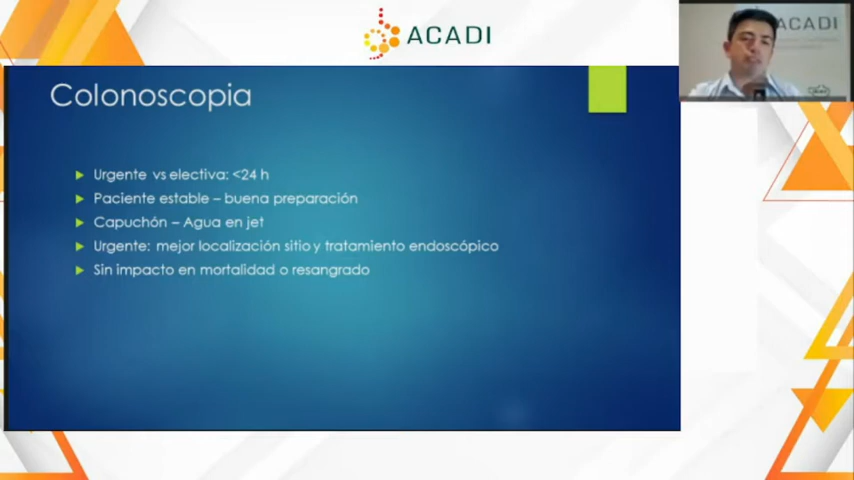 ACADI
ACADI
Colonoscopia
Urgente vs electiva: <24 h
Paciente estable – buena preparación
Capuchón – Agua en jet
Urgente: mejor localización sitio y tratamiento endoscópico
Sin impacto en mortalidad o resangrado